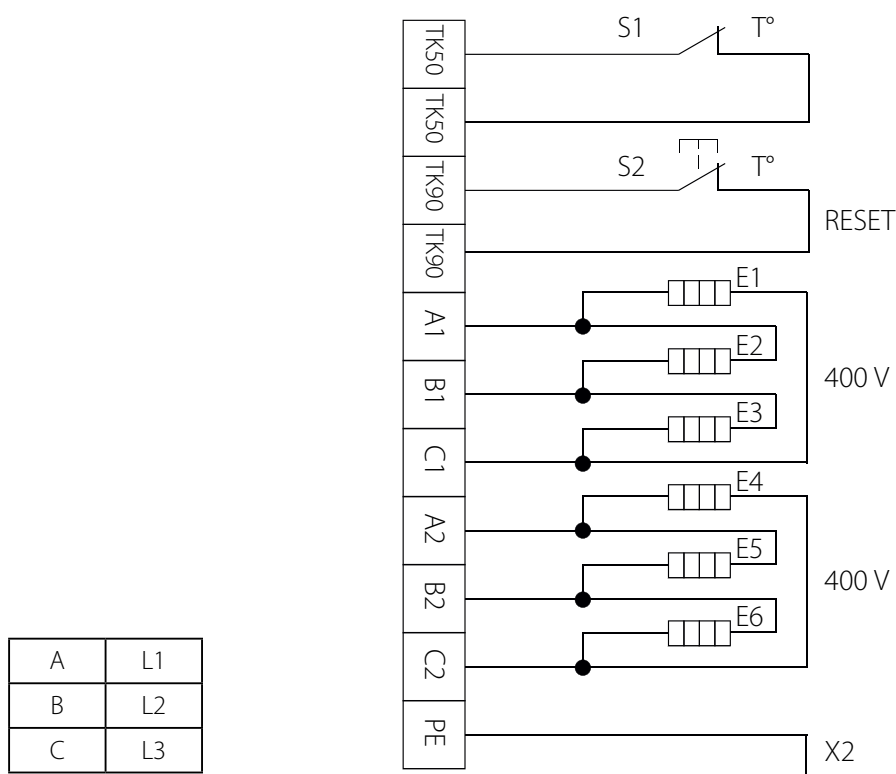 TK50
S1 T°
TK50
TK90
S2 T°
RESET
TK90
E1
A1
E2
400 V
B1
E3
C1
E4
A2
E5
400 V
B2
E6
C2
PE
X2
A L1
B L2
C L3